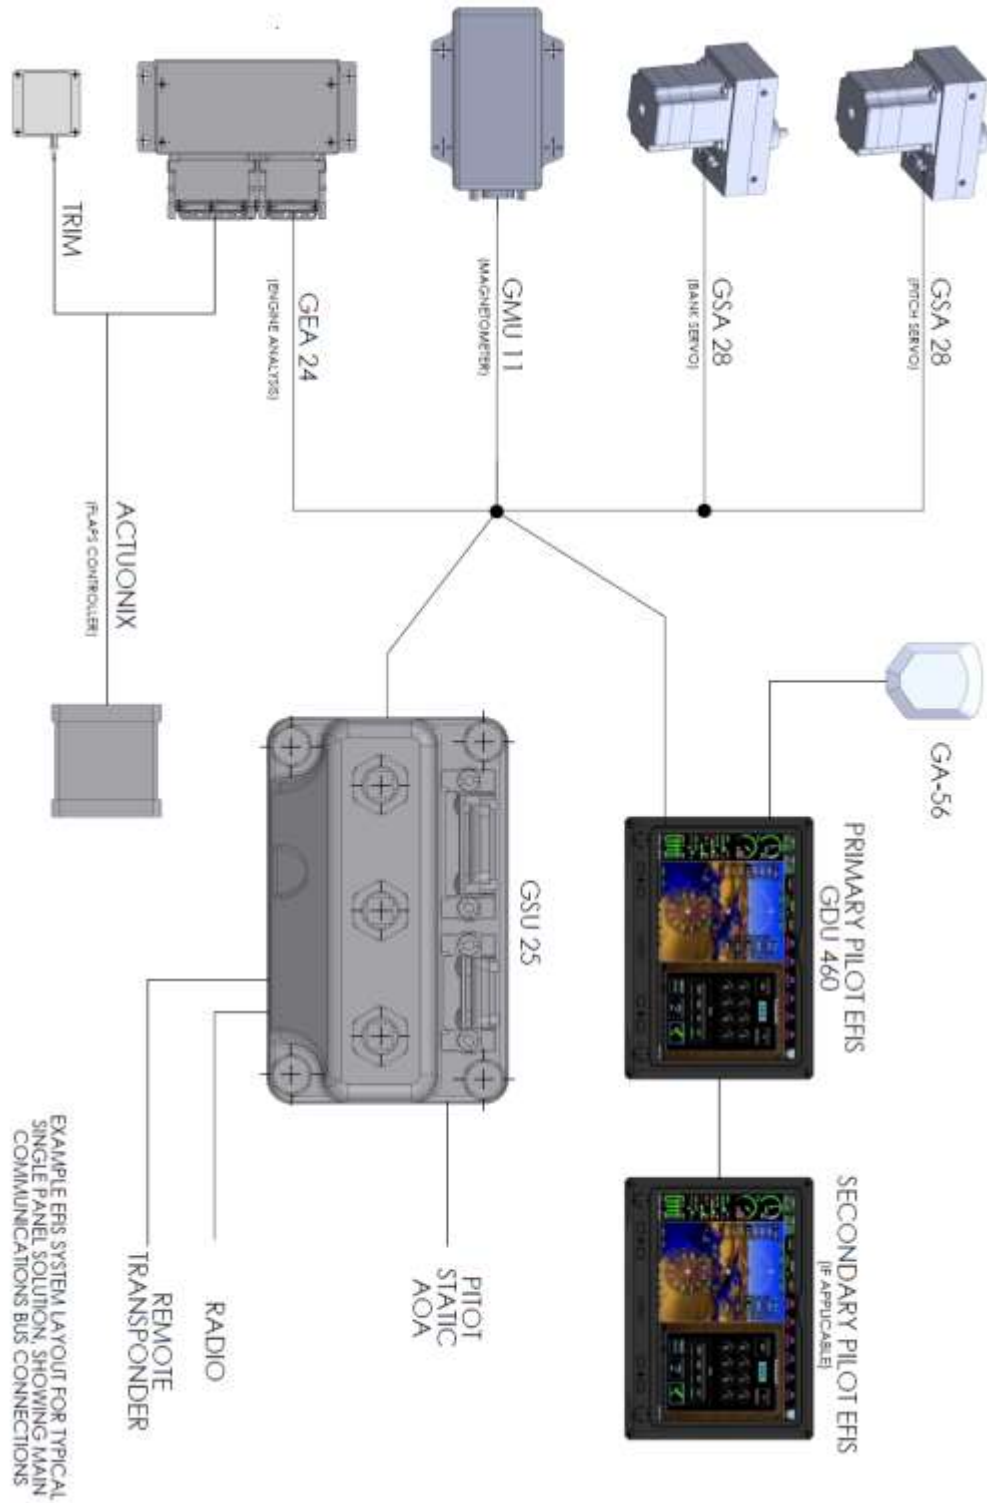 GA-56
PRIMARY PILOT EFIS
GDU 460
SECONDARY PILOT EFIS
(IF APPLICABLE)
GSA 28
(PITCH SERVO)
GSA 28
(BANK SERVO)
GMU 11
(MAGNETOMETER)
GSU 25
PITOT
STATIC
AOA
GEA 24
(ENGINE ANALYSIS)
RADIO
REMOTE
TRANSPONDER
TRIM
ACTUONIX
(FLAPS CONTROLLER)
EXAMPLE EFIS SYSTEM LAYOUT FOR TYPICAL
SINGLE PANEL SOLUTION, SHOWING MAIN
COMMUNICATIONS BUS CONNECTIONS